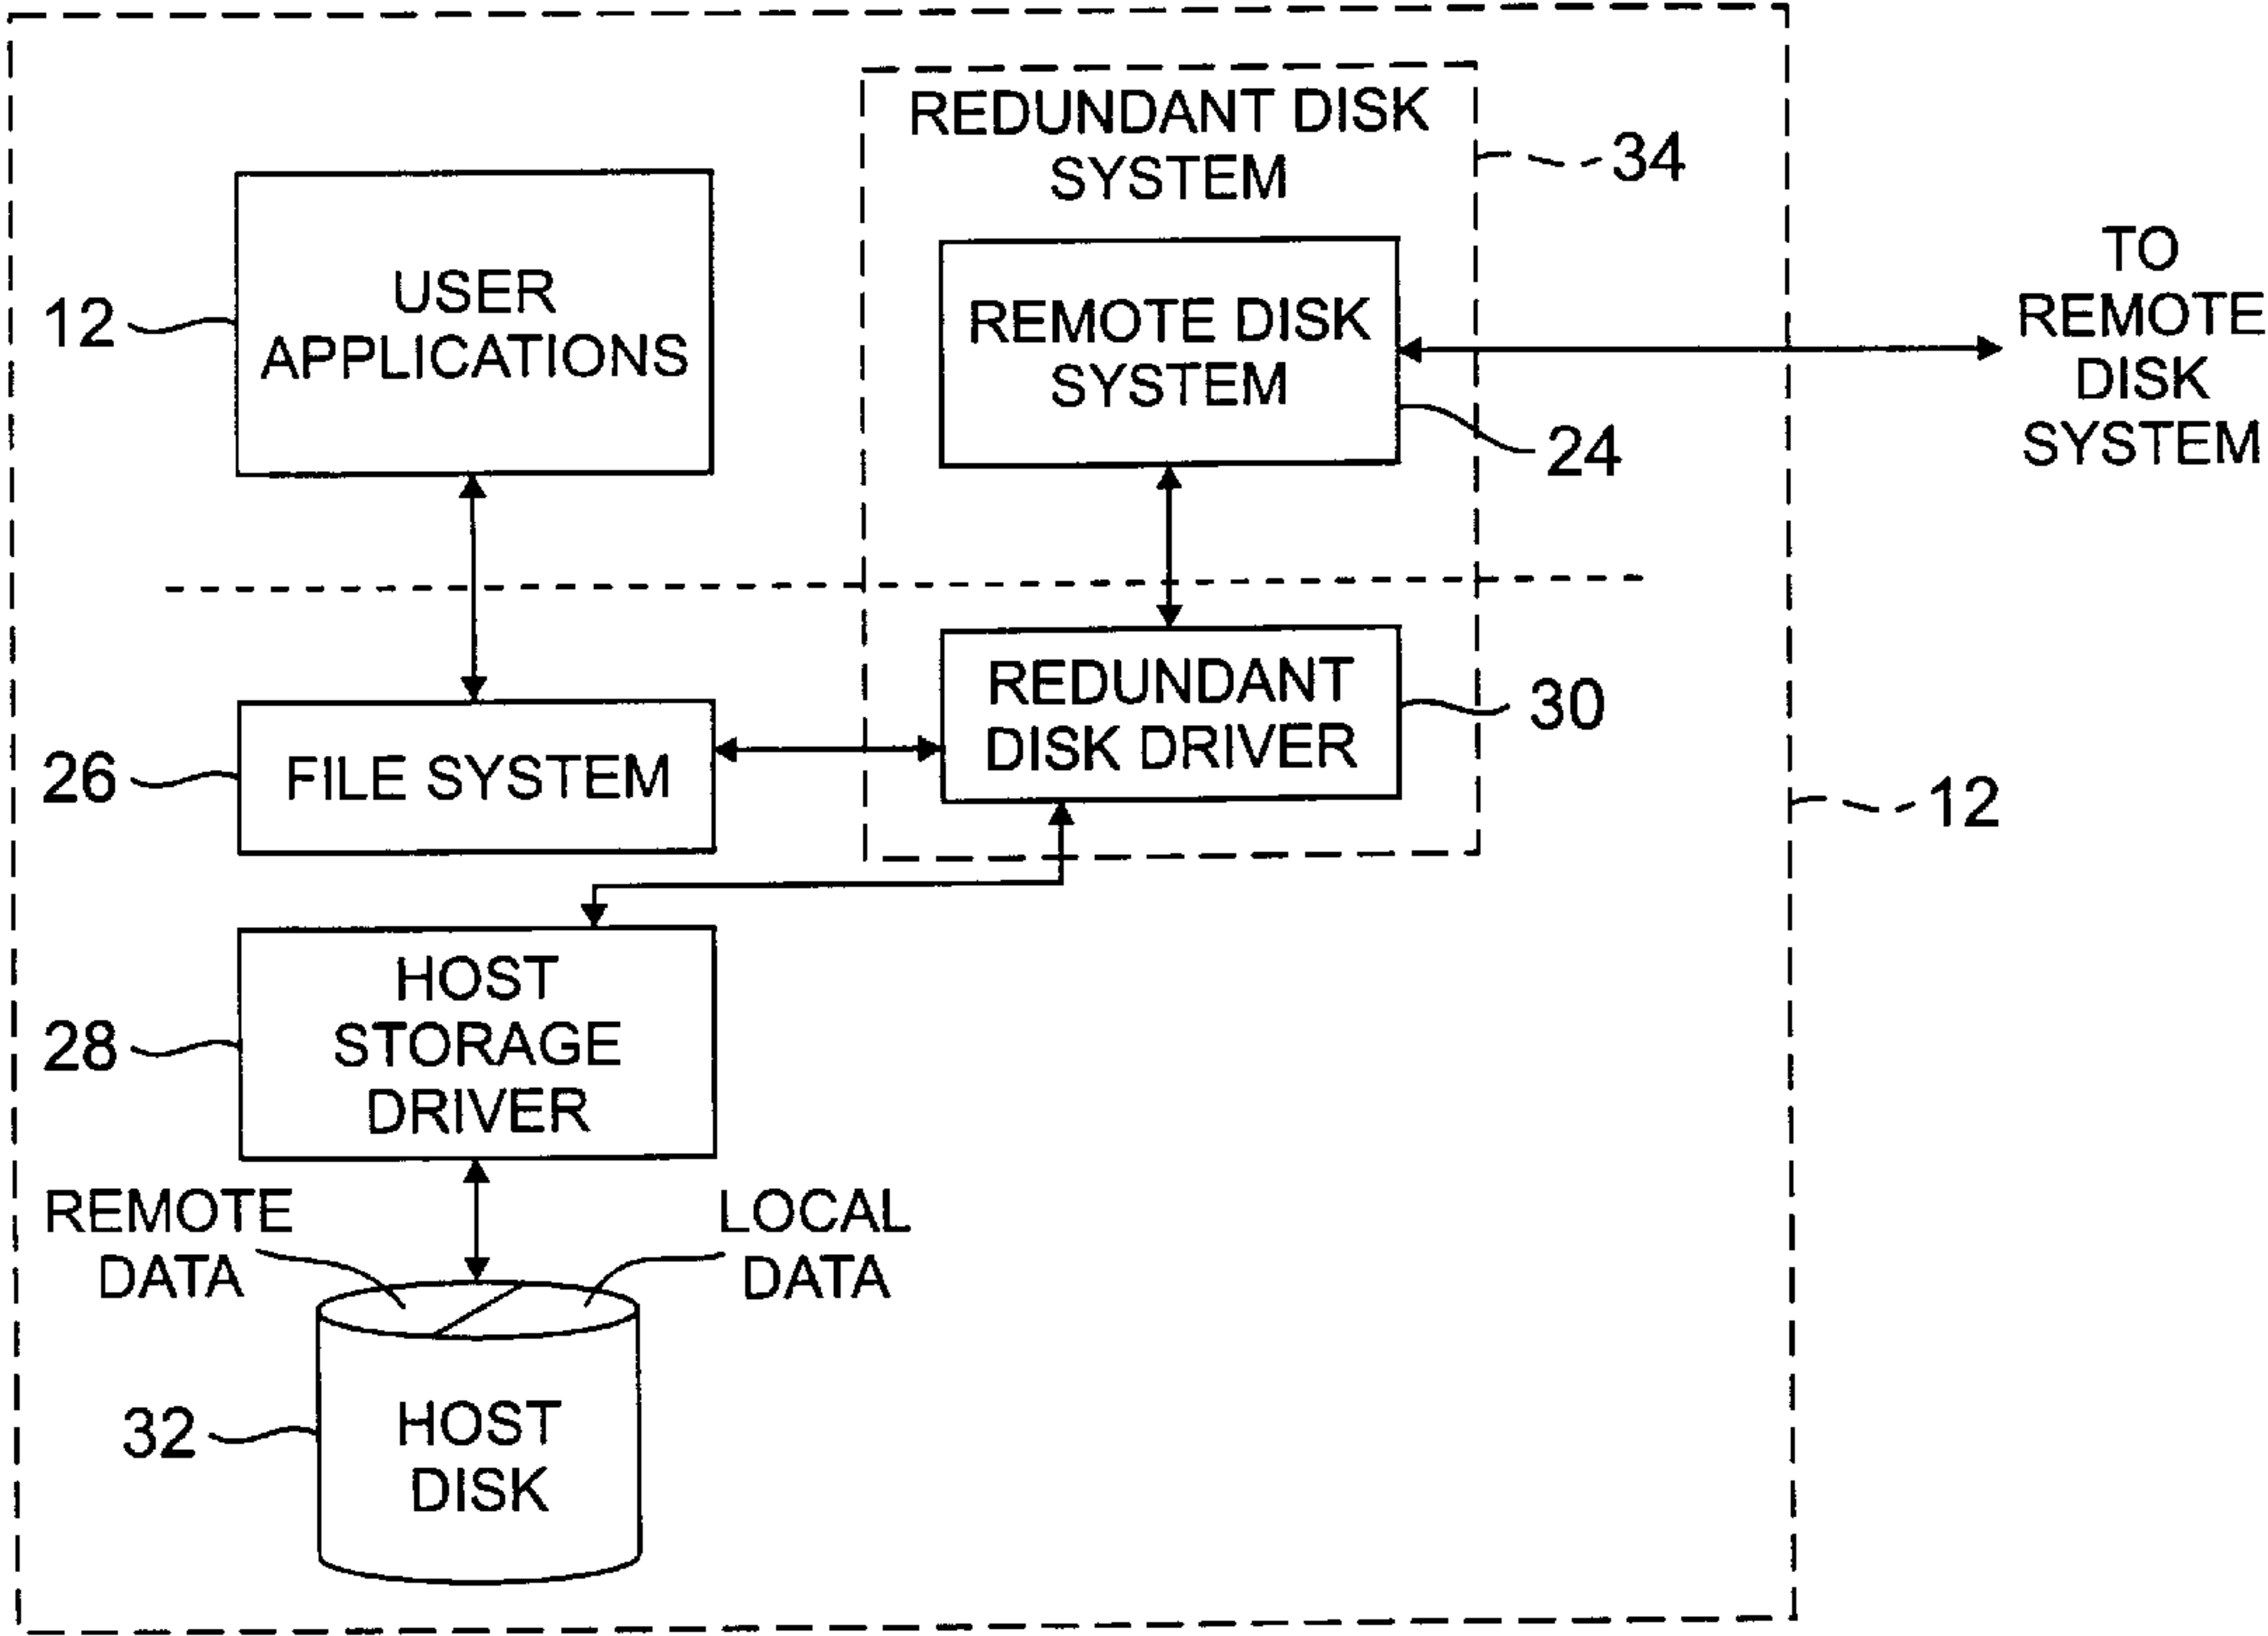 REDUNDANT DISK
SYSTEM
34
12
USER
APPLICATIONS
REMOTE DISK
SYSTEM
24
TO
REMOTE
DISK
SYSTEM
26
FILE SYSTEM
REDUNDANT
DISK DRIVER
30
12
28
HOST
STORAGE
DRIVER
REMOTE
DATA
LOCAL
DATA
32
HOST
DISK